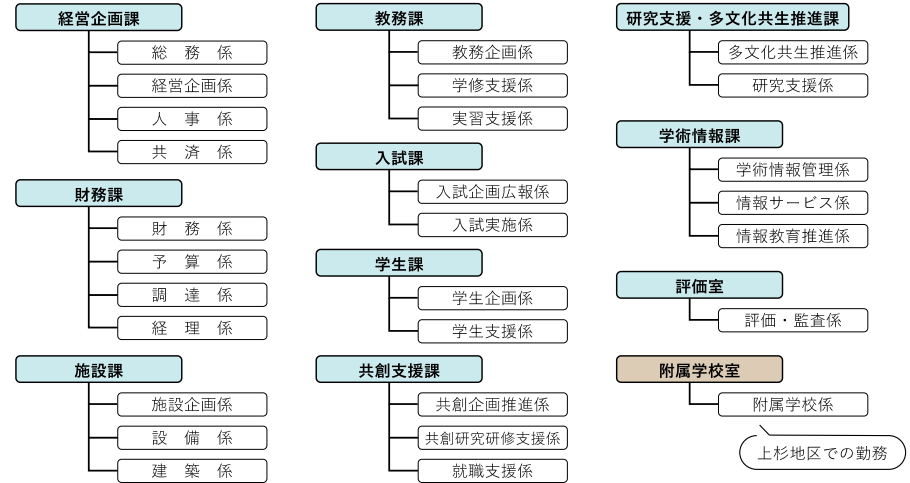 経営企画課
総　務　係
経営企画係
人　事　係
共　済　係
財務課
財　務　係
予　算　係
調　達　係
経　理　係
施設課
施設企画係
設　備　係
建　築　係
教務課
教務企画係
学修支援係
実習支援係
入試課
入試企画広報係
入試実施係
学生課
学生企画係
学生支援係
共創支援課
共創企画推進係
共創研究研修支援係
就職支援係
研究支援・多文化共生推進課
多文化共生推進係
研究支援係
学術情報課
学術情報管理係
情報サービス係
情報教育推進係
評価室
評価・監査係
附属学校室
附属学校係
上杉地区での勤務